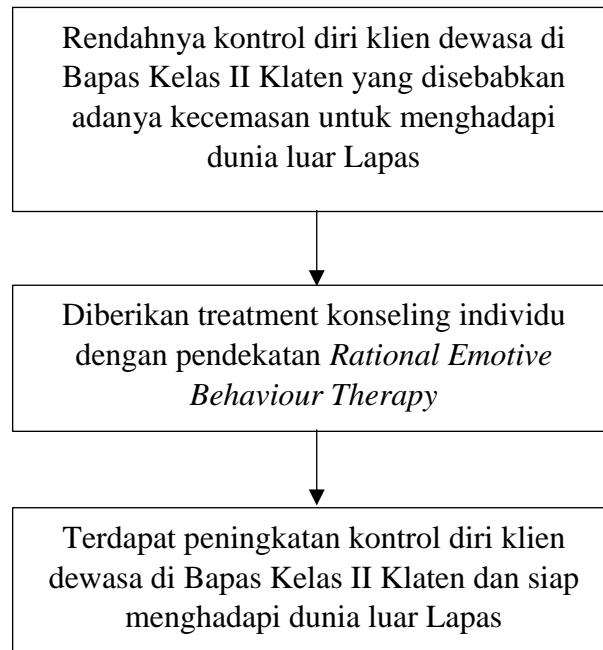 Rendahnya kontrol diri klien dewasa di
Bapas Kelas II Klaten yang disebabkan
adanya kecemasan untuk menghadapi
dunia luar Lapas
Diberikan treatment konseling individu
dengan pendekatan Rational Emotive
Behaviour Therapy
Terdapat peningkatan kontrol diri klien
dewasa di Bapas Kelas II Klaten dan siap
menghadapi dunia luar Lapas